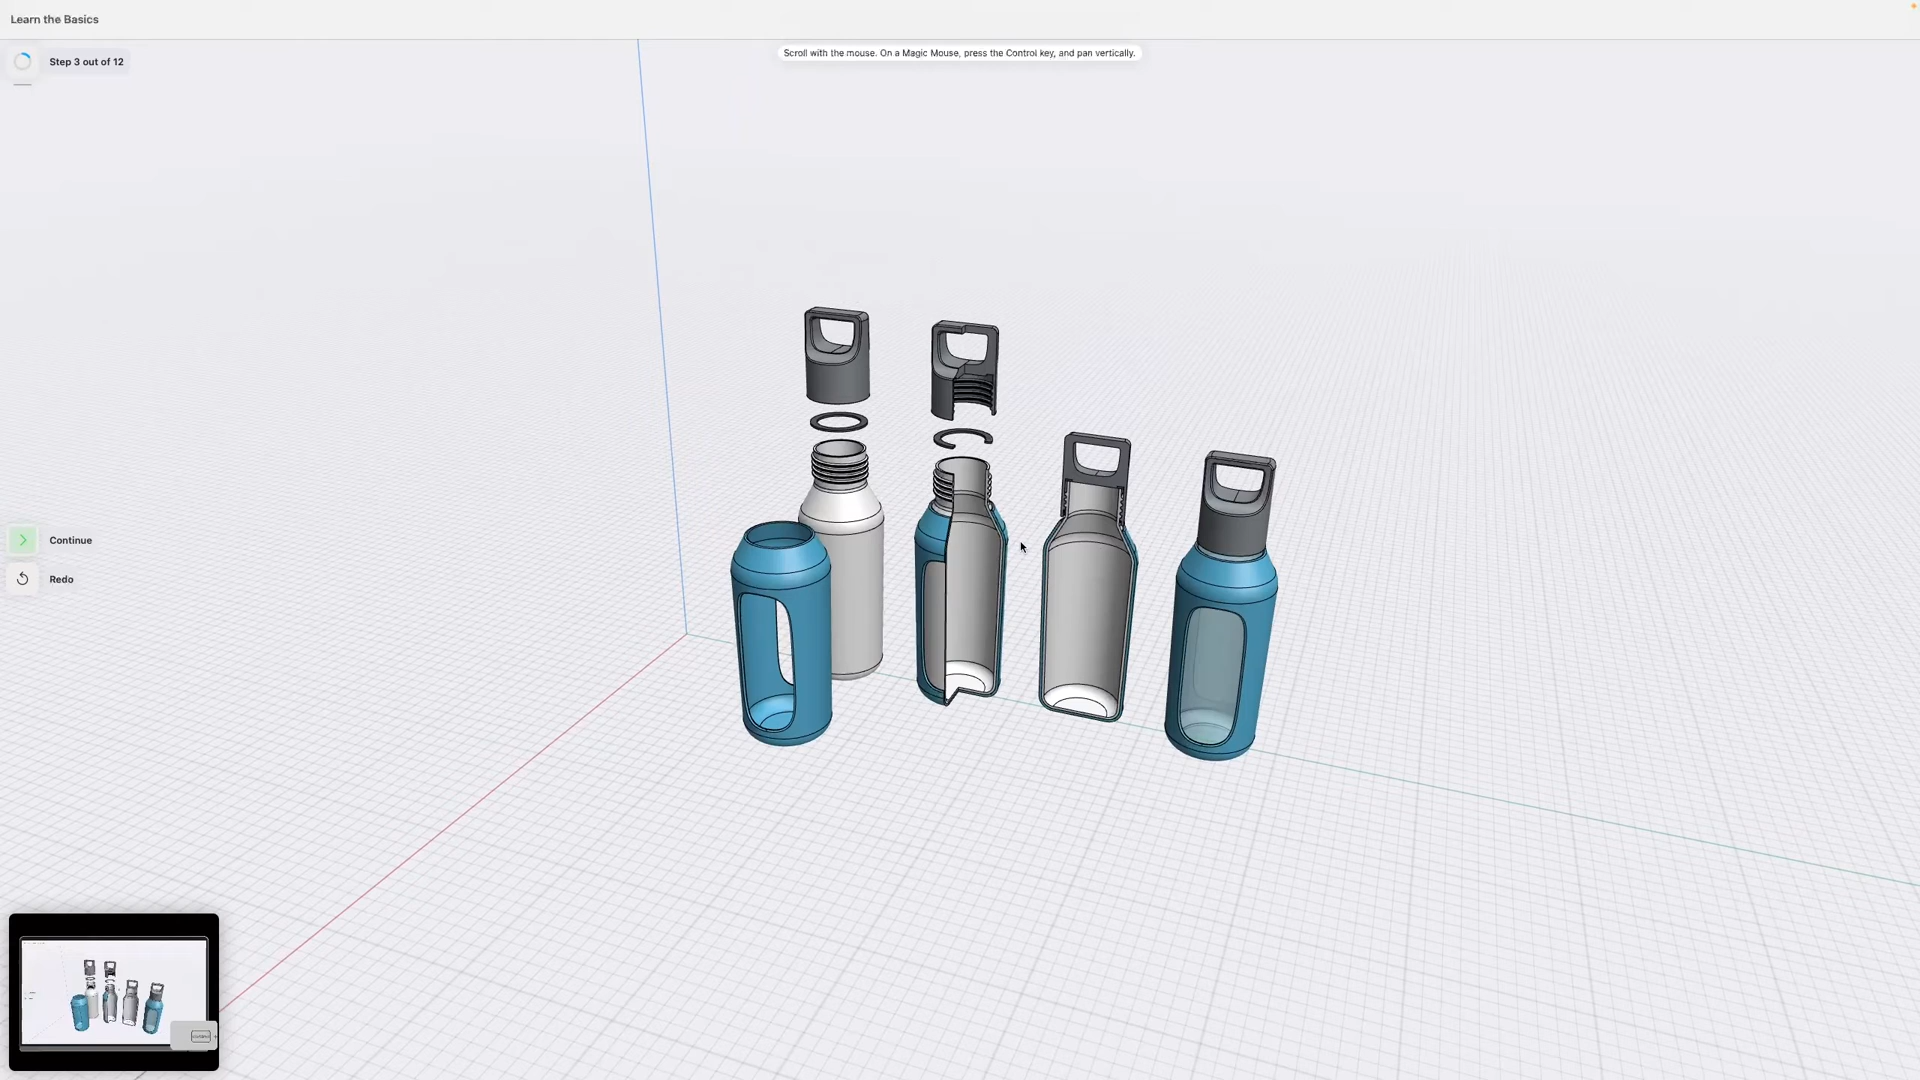 Learn the Basics
Scroll with the mouse. On a Magic Mouse, press the Control key, and pan vertically.
Step 3 out of 12
Continue
Redo